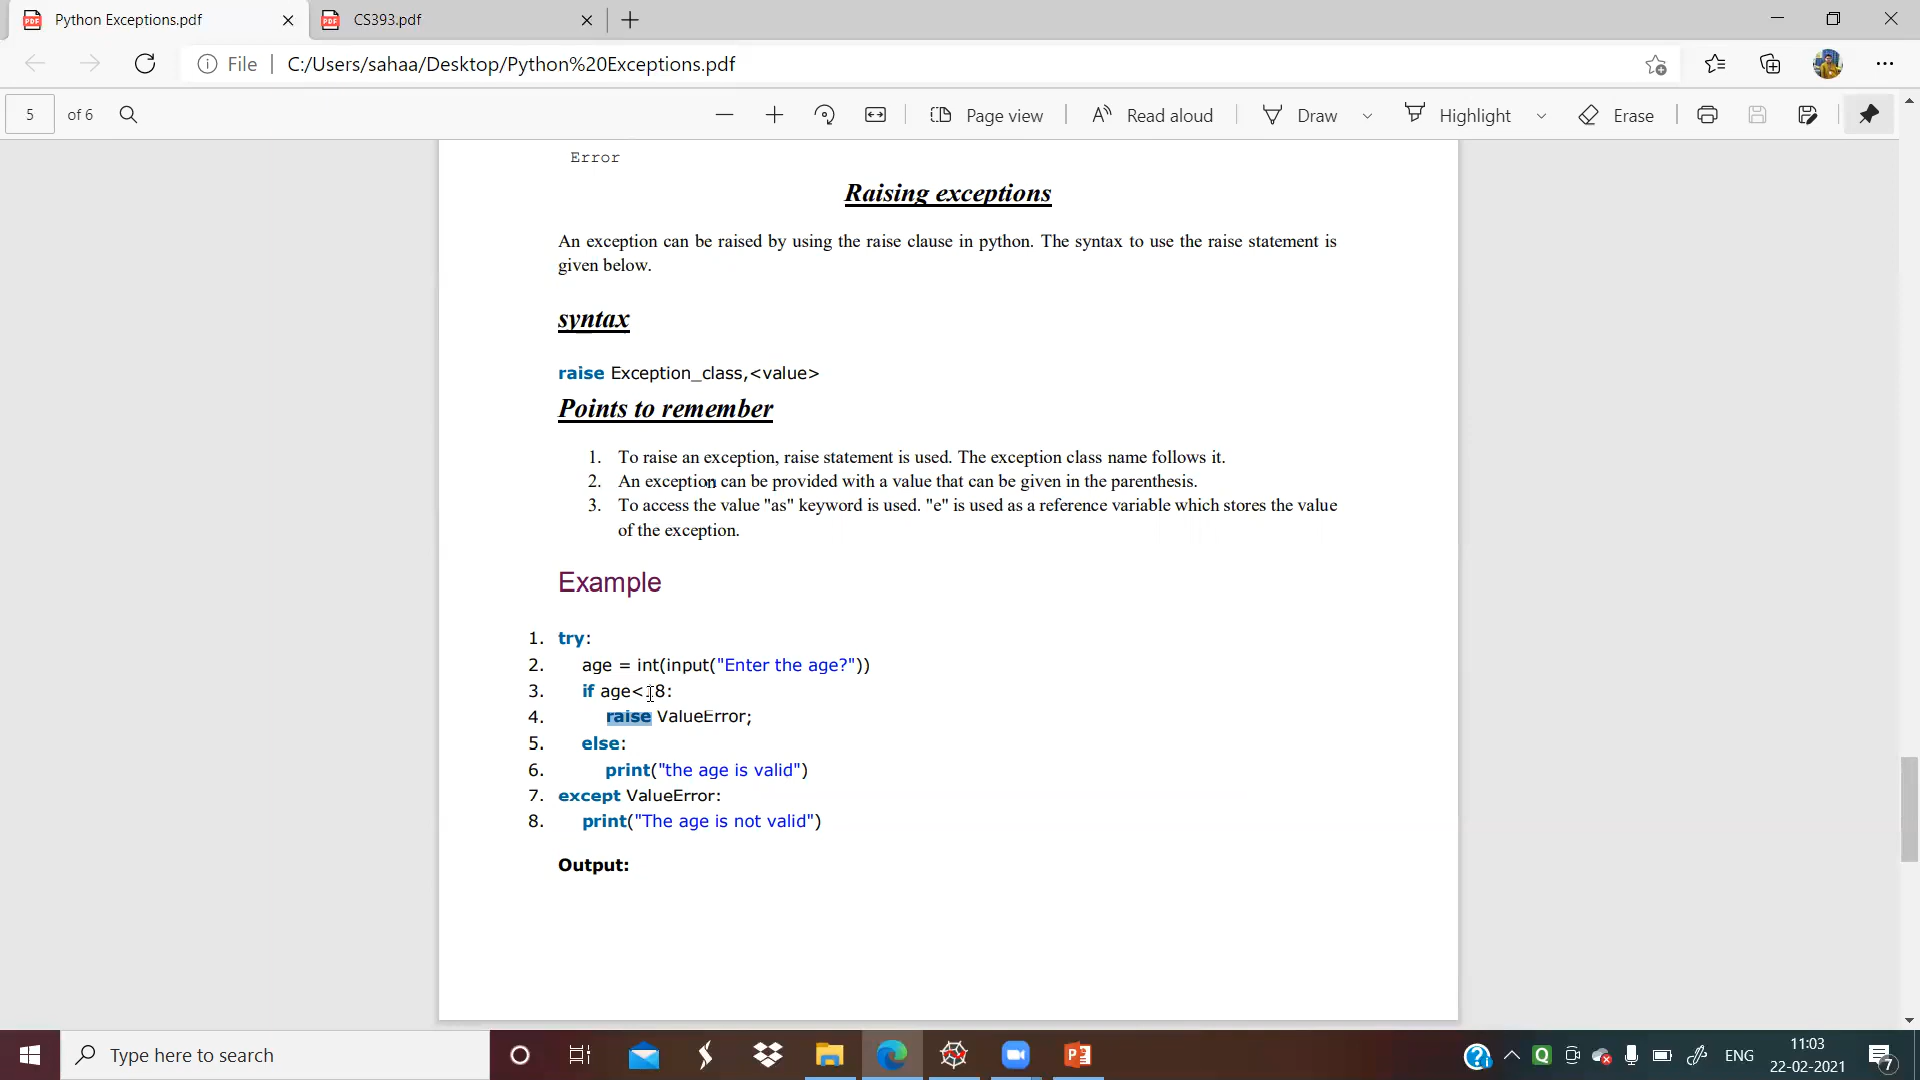 Python Exceptions.pdf
CS393.pdf
File
C:/Users/sahaa/Desktop/Python%20Exceptions.pdf
5 of 6
Page view
Read aloud
Draw
Highlight
Erase
Error
Raising exceptions
An exception can be raised by using the raise clause in python. The syntax to use the raise statement is
given below.
syntax
raise Exception_class,<value>
Points to remember
1. To raise an exception, raise statement is used. The exception class name follows it.
2. An exception can be provided with a value that can be given in the parenthesis.
3. To access the value "as" keyword is used. "e" is used as a reference variable which stores the value
of the exception.
Example
1. try:
2. age = int(input("Enter the age?"))
3. if age<18:
4. raise ValueError;
5. else:
6. print("the age is valid")
7. except ValueError:
8. print("The age is not valid")
Output:
Type here to search
ENG
11:03
22-02-2021
7